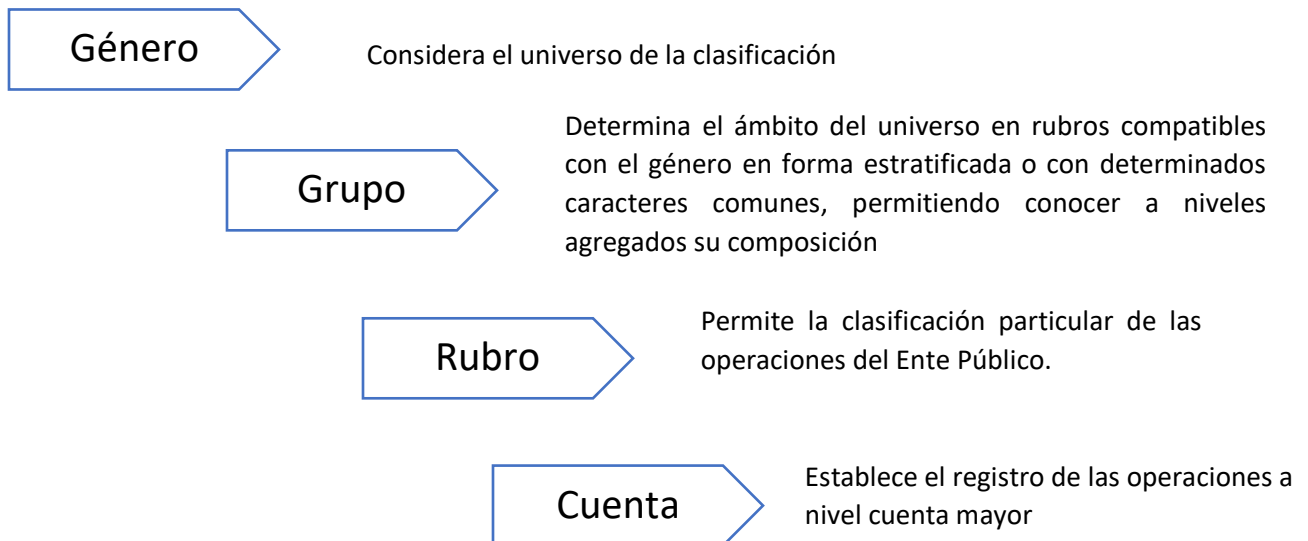 Género
Considera el universo de la clasificación
Grupo
Determina el ámbito del universo en rubros compatibles
con el género en forma estratificada o con determinados
caracteres comunes, permitiendo conocer a niveles
agregados su composición
Rubro
Permite la clasificación particular de las
operaciones del Ente Público.
Cuenta
Establece el registro de las operaciones a
nivel cuenta mayor